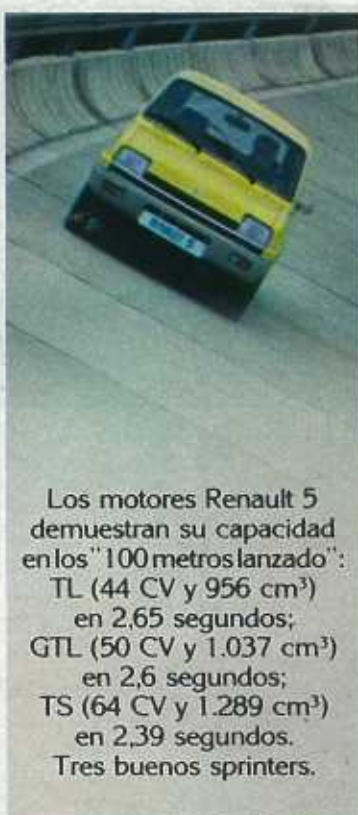 RENAULT 5
Los motores Renault 5
demuestran su capacidad
en los "100 metros lanzado":
TL (44 CV y 956 cm³)
en 2,65 segundos;
GTL (50 CV y 1.037 cm³)
en 2,6 segundos;
TS (64 CV y 1.289 cm³)
en 2,39 segundos.
Tres buenos sprinters.